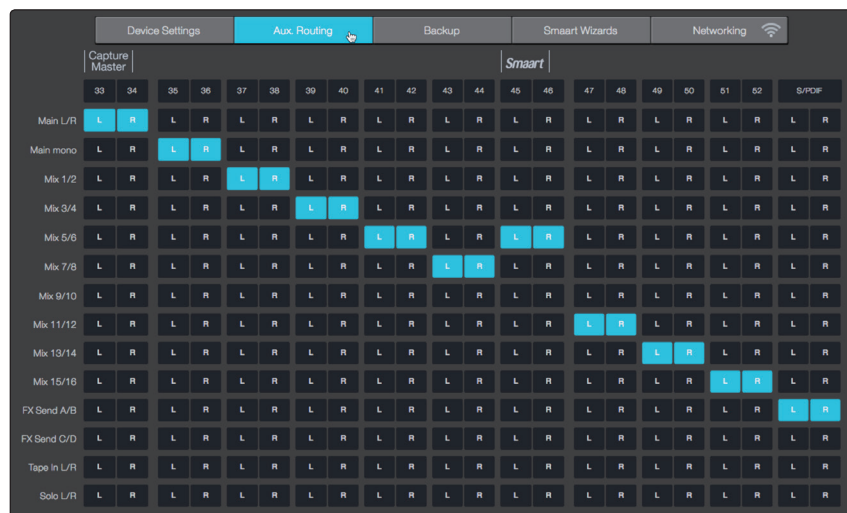 Device Settings Aux. Routing Backup Smaart Wizards Networking
Capture
Master Smaart
33 34 35 36 37 38 39 40 41 42 43 44 45 46 47 48 49 50 51 52 S/PDIF
Main L/R L R L R L R L R L R L R L R L R L R L R L R
Main mono L R L R L R L R L R L R L R L R L R L R L R
Mix 1/2 L R L R L R L R L R L R L R L R L R L R L R
Mix 3/4 L R L R L R L R L R L R L R L R L R L R L R
Mix 5/6 L R L R L R L R L R L R L R L R L R L R L R
Mix 7/8 L R L R L R L R L R L R L R L R L R L R L R
Mix 9/10 L R L R L R L R L R L R L R L R L R L R L R
Mix 11/12 L R L R L R L R L R L R L R L R L R L R L R
Mix 13/14 L R L R L R L R L R L R L R L R L R L R L R
Mix 15/16 L R L R L R L R L R L R L R L R L R L R L R
FX Send A/B L R L R L R L R L R L R L R L R L R L R L R
FX Send C/D L R L R L R L R L R L R L R L R L R L R L R
Tape In L/R L R L R L R L R L R L R L R L R L R L R L R
Solo L/R L R L R L R L R L R L R L R L R L R L R L R